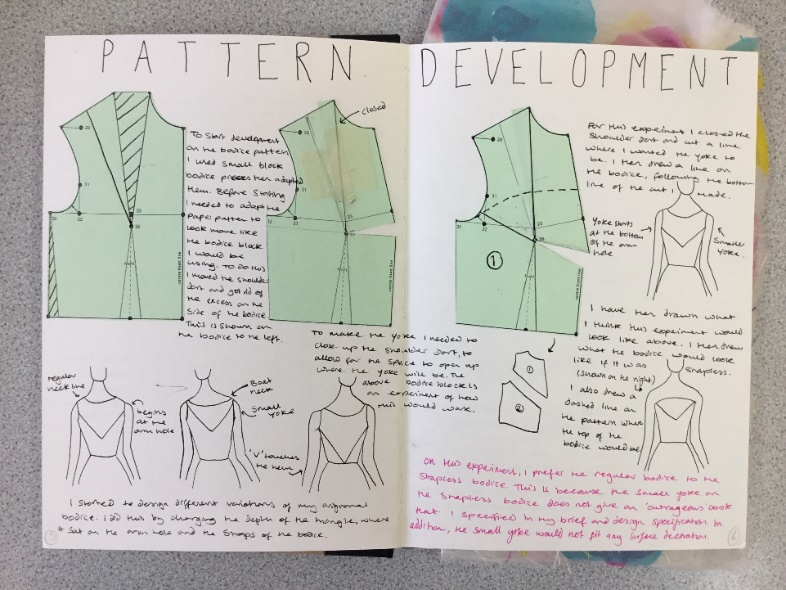 PATTERN DEVELOPMENT
To start development
on the bodice pattern
I used small block
bodice pieces then adapted
them. Before starting
I needed to adapt the
paper pattern to
look more like
the bodice block
I would be
using. To do this
I moved the shoulder
dart and got rid of
the excess on the
side of the bodice
This is shown on
the bodice to the left.
closed
To make the yoke I needed to
close up the shoulder dart, to
allow for the space to open up
where the yoke will be. The
above bodice block is
an experiment of how
this would work.
regular
neck line
begins
at the
arm hole
Boat
neck
Small
yoke
'V' touches
the hem
I started to design different variations of my original
bodice. I did this by changing the depth of the triangle, where
it sat on the arm hole and the straps of the bodice.
5
For this experiment I closed the
shoulder dart and cut a line
where I wanted the yoke to
be. I then drew a line on
the bodice, following the bottom
line of the cut I made.
Yoke starts
at the bottom
of the arm
hole
Smaller
yoke.
1
I have then drawn what
I think this experiment would
look like above. I then drew
what the bodice would look
like if it was strapless.
(shown on the right)
I also drew a
dashed line on
the pattern where
the top of the
bodice would be
1
2
On this experiment, I prefer the regular bodice to the
strapless bodice. This is because the small yoke on
the strapless bodice does not give an 'outrageous' look
that I specified in my brief and design specification. In
addition, the small yoke would not fit any surface decoration.
6